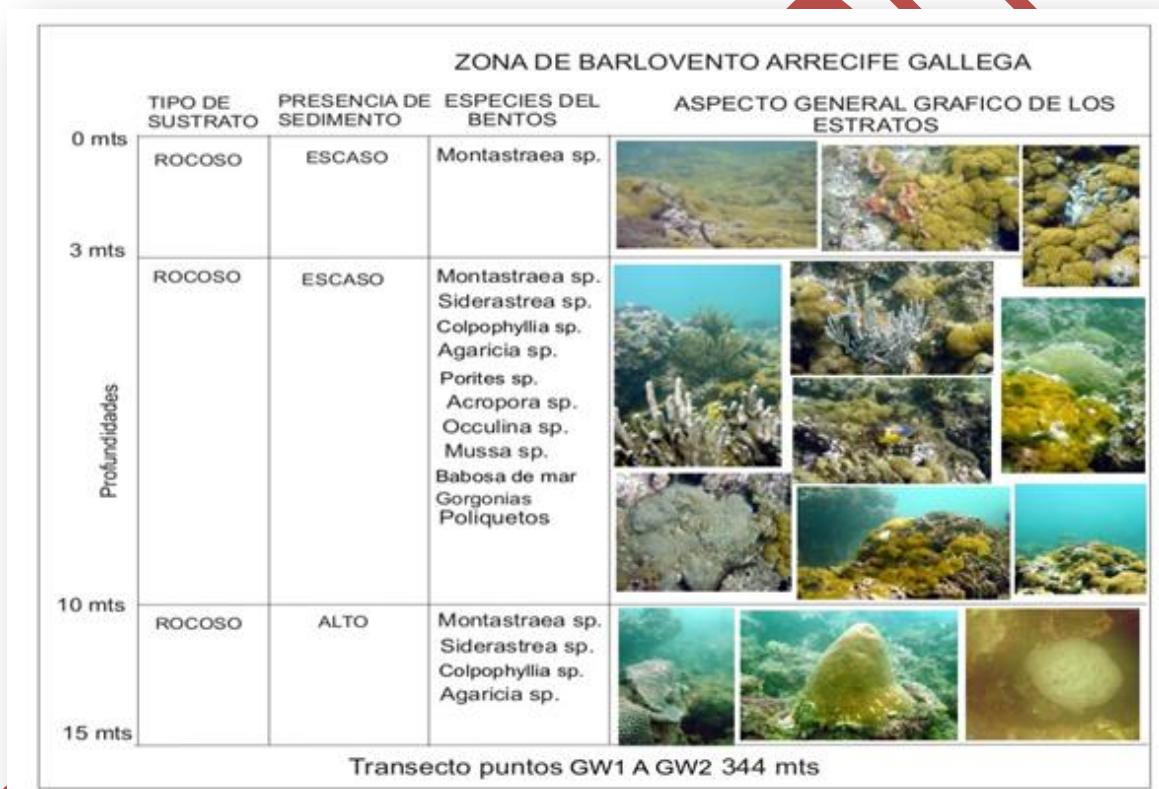 ZONA DE BARLOVENTO ARRECIFE GALLEGA
TIPO DE SUSTRATO
PRESENCIA DE SEDIMENTO
ESPECIES DEL BENTOS
ASPECTO GENERAL GRAFICO DE LOS ESTRATOS
Profundidades
0 mts
ROCOSO
ESCASO
Montastraea sp.
3 mts
ROCOSO
ESCASO
Montastraea sp.
Siderastrea sp.
Colpophyllia sp.
Agaricia sp.
Porites sp.
Acropora sp.
Occulina sp.
Mussa sp.
Babosa de mar
Gorgonias
Poliquetos
10 mts
ROCOSO
ALTO
Montastraea sp.
Siderastrea sp.
Colpophyllia sp.
Agaricia sp.
15 mts
Transecto puntos GW1 A GW2 344 mts